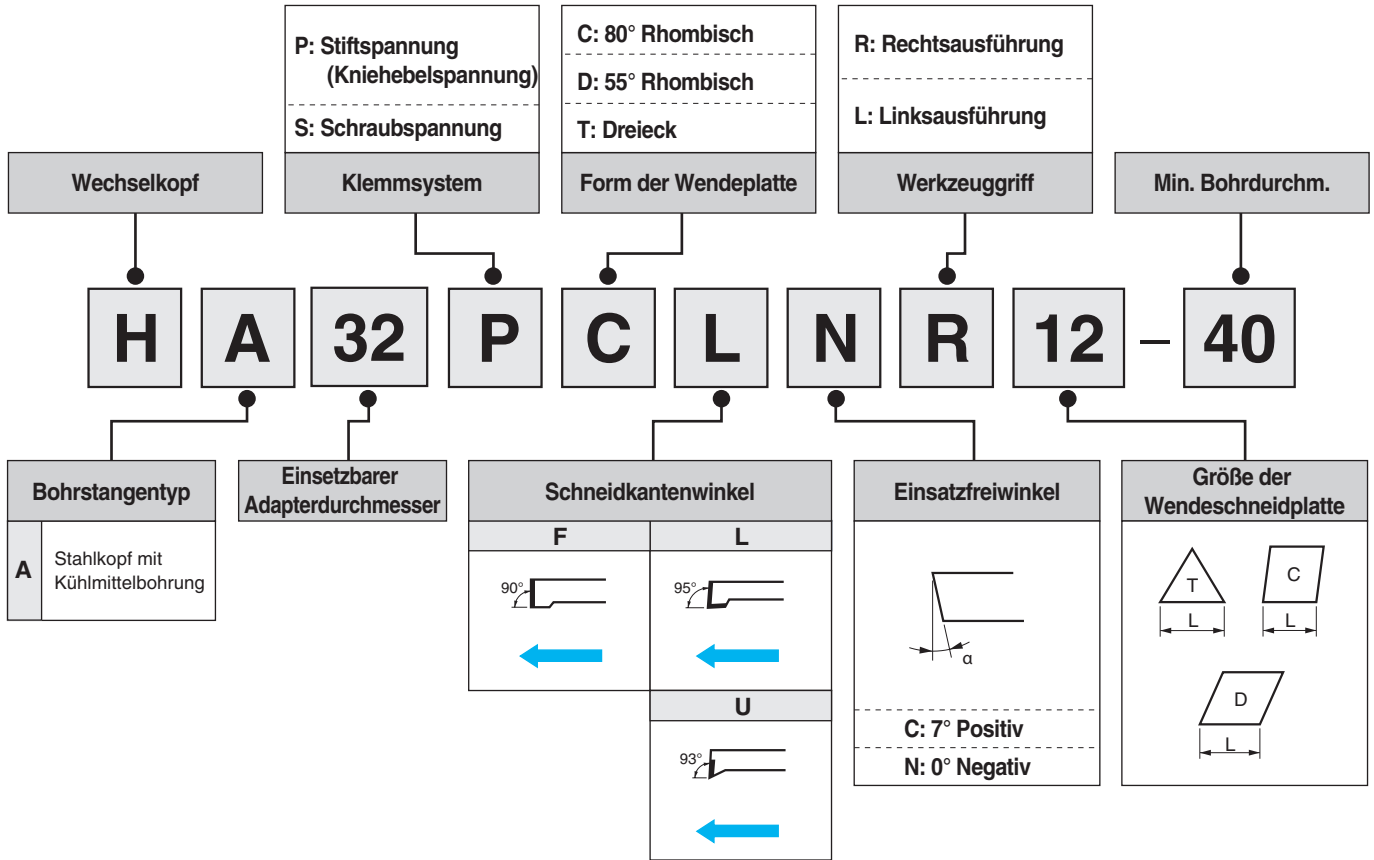 P: Stiftspannung
(Kniehebelspannung)
S: Schraubspannung
C: 80° Rhombisch
D: 55° Rhombisch
T: Dreieck
R: Rechtsausführung
L: Linksausführung
Wechselkopf
Klemmsystem
Form der Wendeplatte
Werkzeuggriff
Min. Bohrdurchm.
H A 32 P C L N R 12 – 40
Bohrstangentyp
A
Stahlkopf mit
Kühlmittelbohrung
Einsetzbarer
Adapterdurchmesser
Schneidkantenwinkel
F
90°
L
95°
U
93°
Einsatzfreiwinkel
α
C: 7° Positiv
N: 0° Negativ
Größe der
Wendeschneidplatte
T
L
C
L
D
L